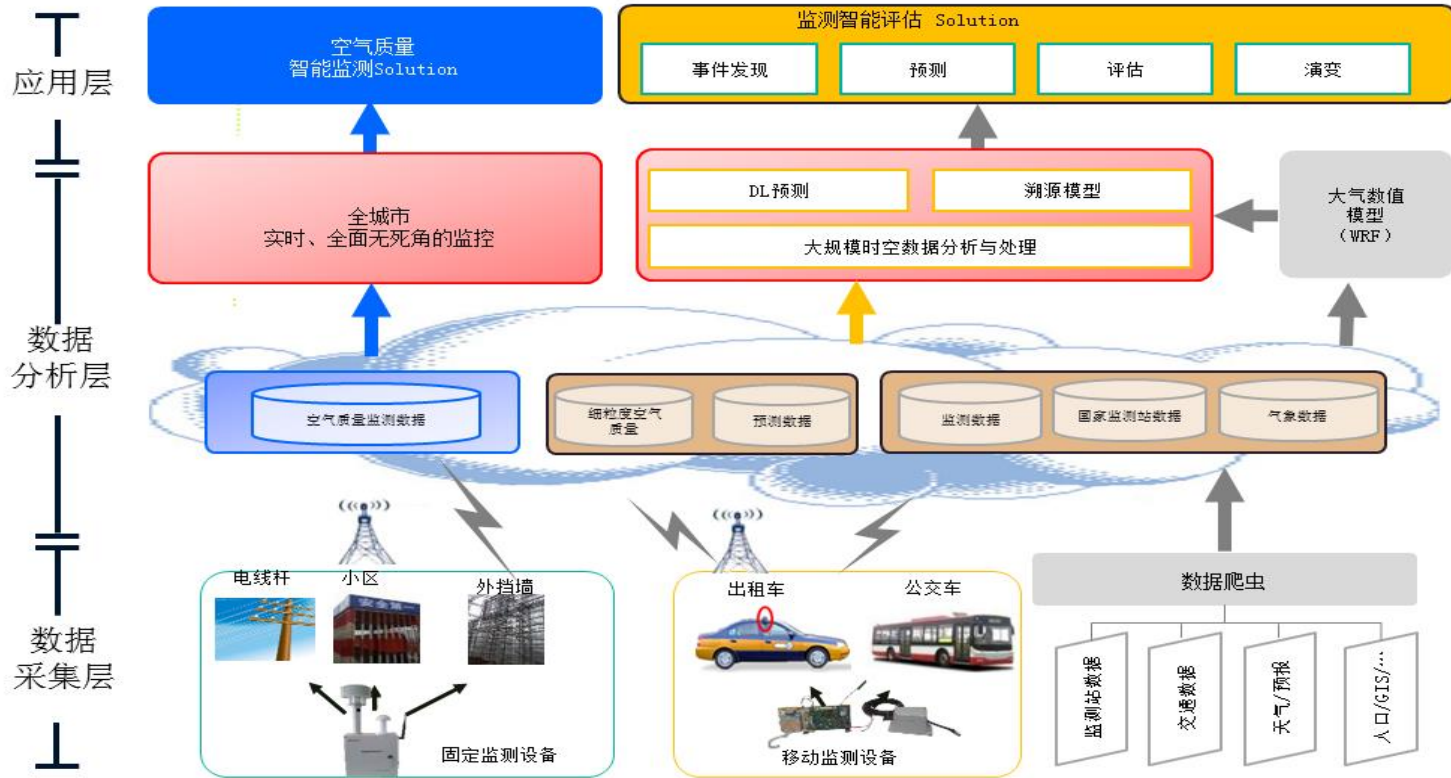 应用层
空气质量
智能监测Solution
监测智能评估 Solution
事件发现
预测
评估
演变
数据
分析层
全城市
实时、全面无死角的监控
DL预测
溯源模型
大规模时空数据分析与处理
大气数值
模型
（WRF）
空气质量监测数据
细粒度空气
质量
预测数据
监测数据
国家监测站数据
气象数据
数据
采集层
电线杆
小区
外挡墙
安全第一
固定监测设备
出租车
公交车
移动监测设备
数据爬虫
监测站数据
交通数据
天气/预报
人口/GIS/…